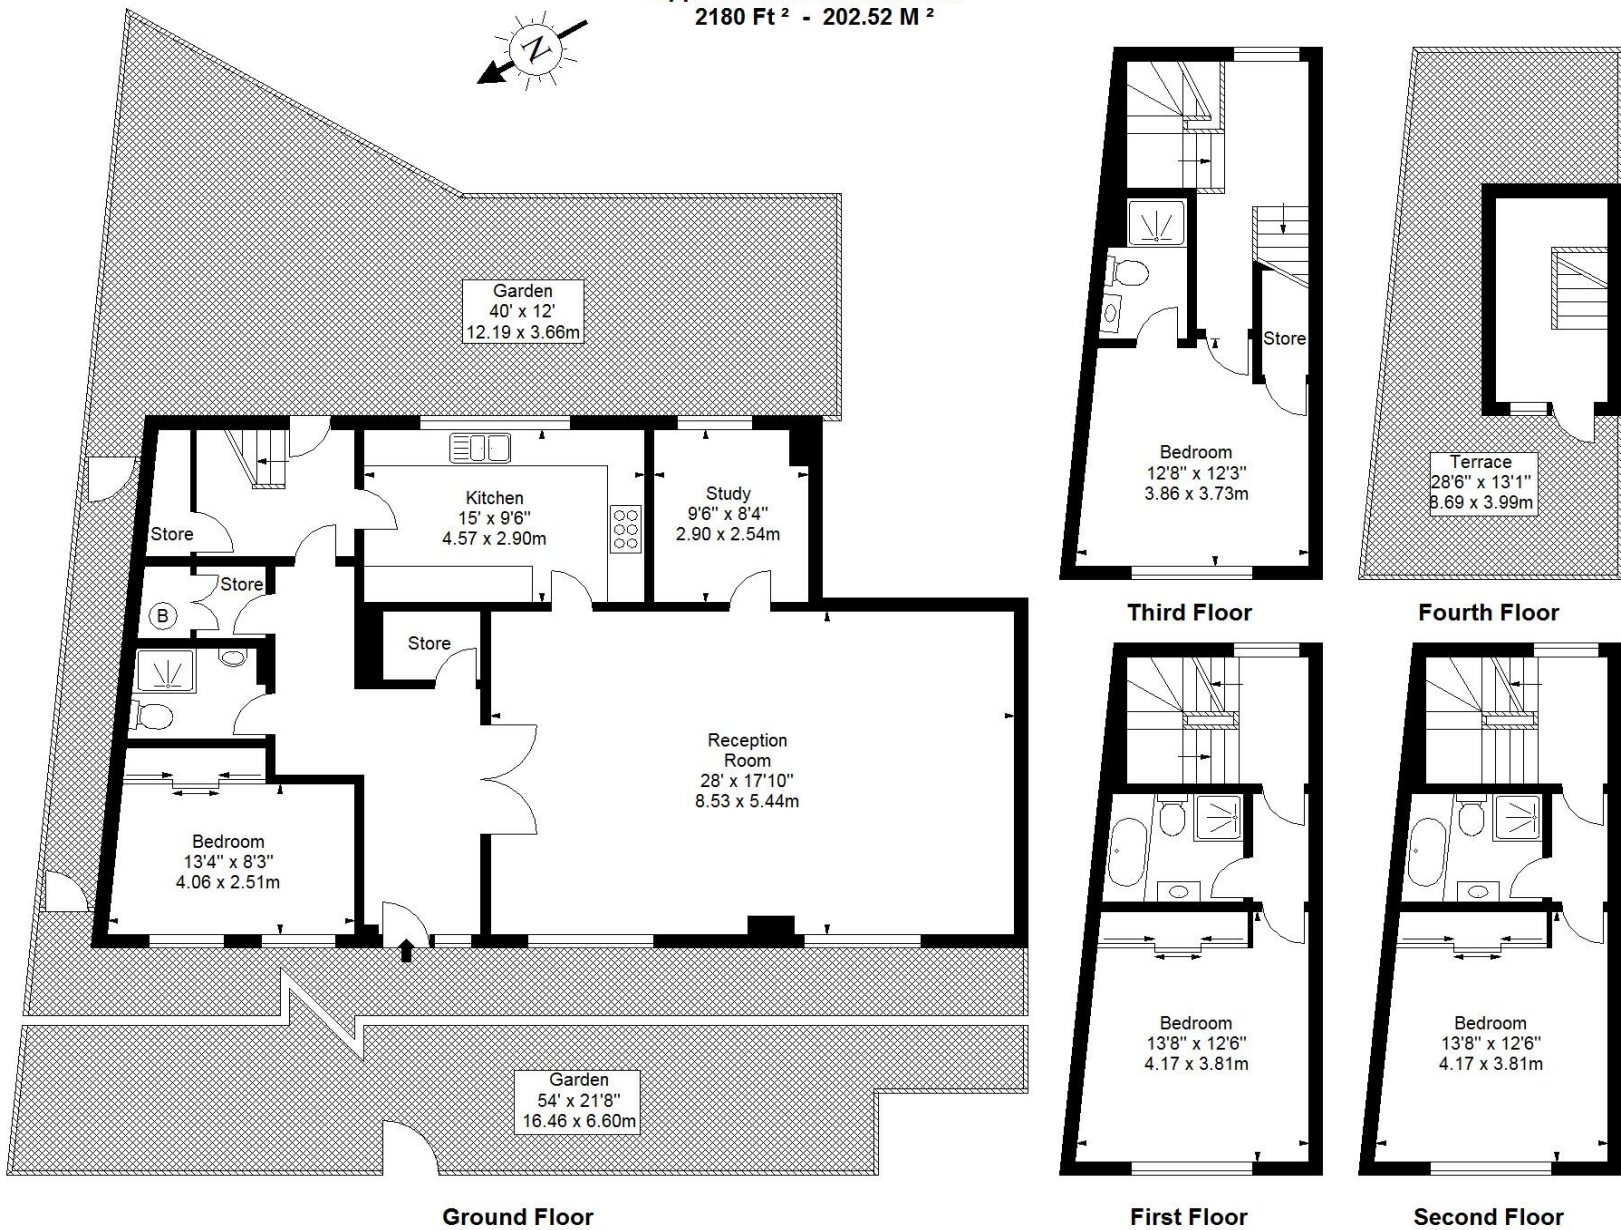 2180 Ft ² - 202.52 M ²
N
Garden
40' x 12'
12.19 x 3.66m
Kitchen
15' x 9'6"
4.57 x 2.90m
Study
9'6" x 8'4"
2.90 x 2.54m
Store
Store
B
Store
Reception
Room
28' x 17'10"
8.53 x 5.44m
Bedroom
13'4" x 8'3"
4.06 x 2.51m
Garden
54' x 21'8"
16.46 x 6.60m
Ground Floor
Store
Bedroom
12'8" x 12'3"
3.86 x 3.73m
Third Floor
Terrace
28'6" x 13'1"
8.69 x 3.99m
Fourth Floor
Bedroom
13'8" x 12'6"
4.17 x 3.81m
First Floor
Bedroom
13'8" x 12'6"
4.17 x 3.81m
Second Floor